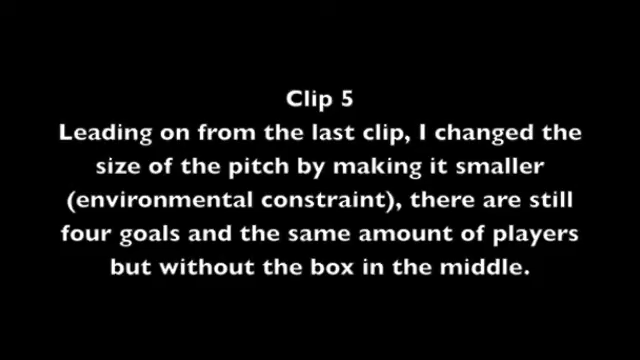 Clip 5
Leading on from the last clip, I changed the
size of the pitch by making it smaller
(environmental constraint), there are still
four goals and the same amount of players
but without the box in the middle.